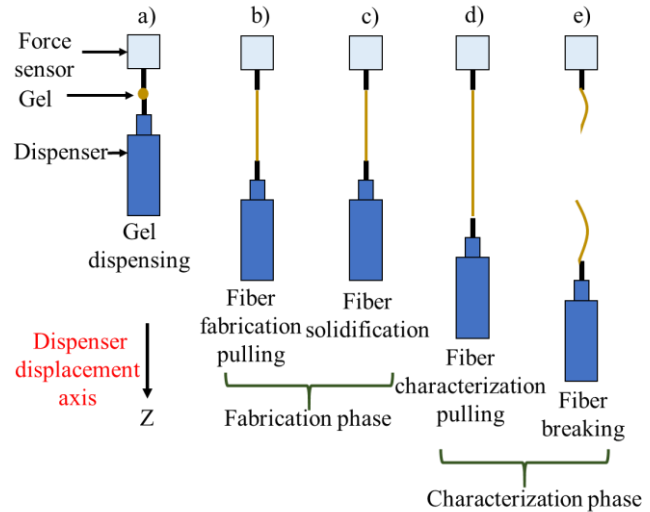 a)
b)
c)
d)
e)
Force
sensor
Gel
Dispenser
Gel
dispensing
Fiber
fabrication
pulling
Fiber
solidification
Fiber
characterization
pulling
Fiber
breaking
Dispenser
displacement
axis
Z
Fabrication phase
Characterization phase